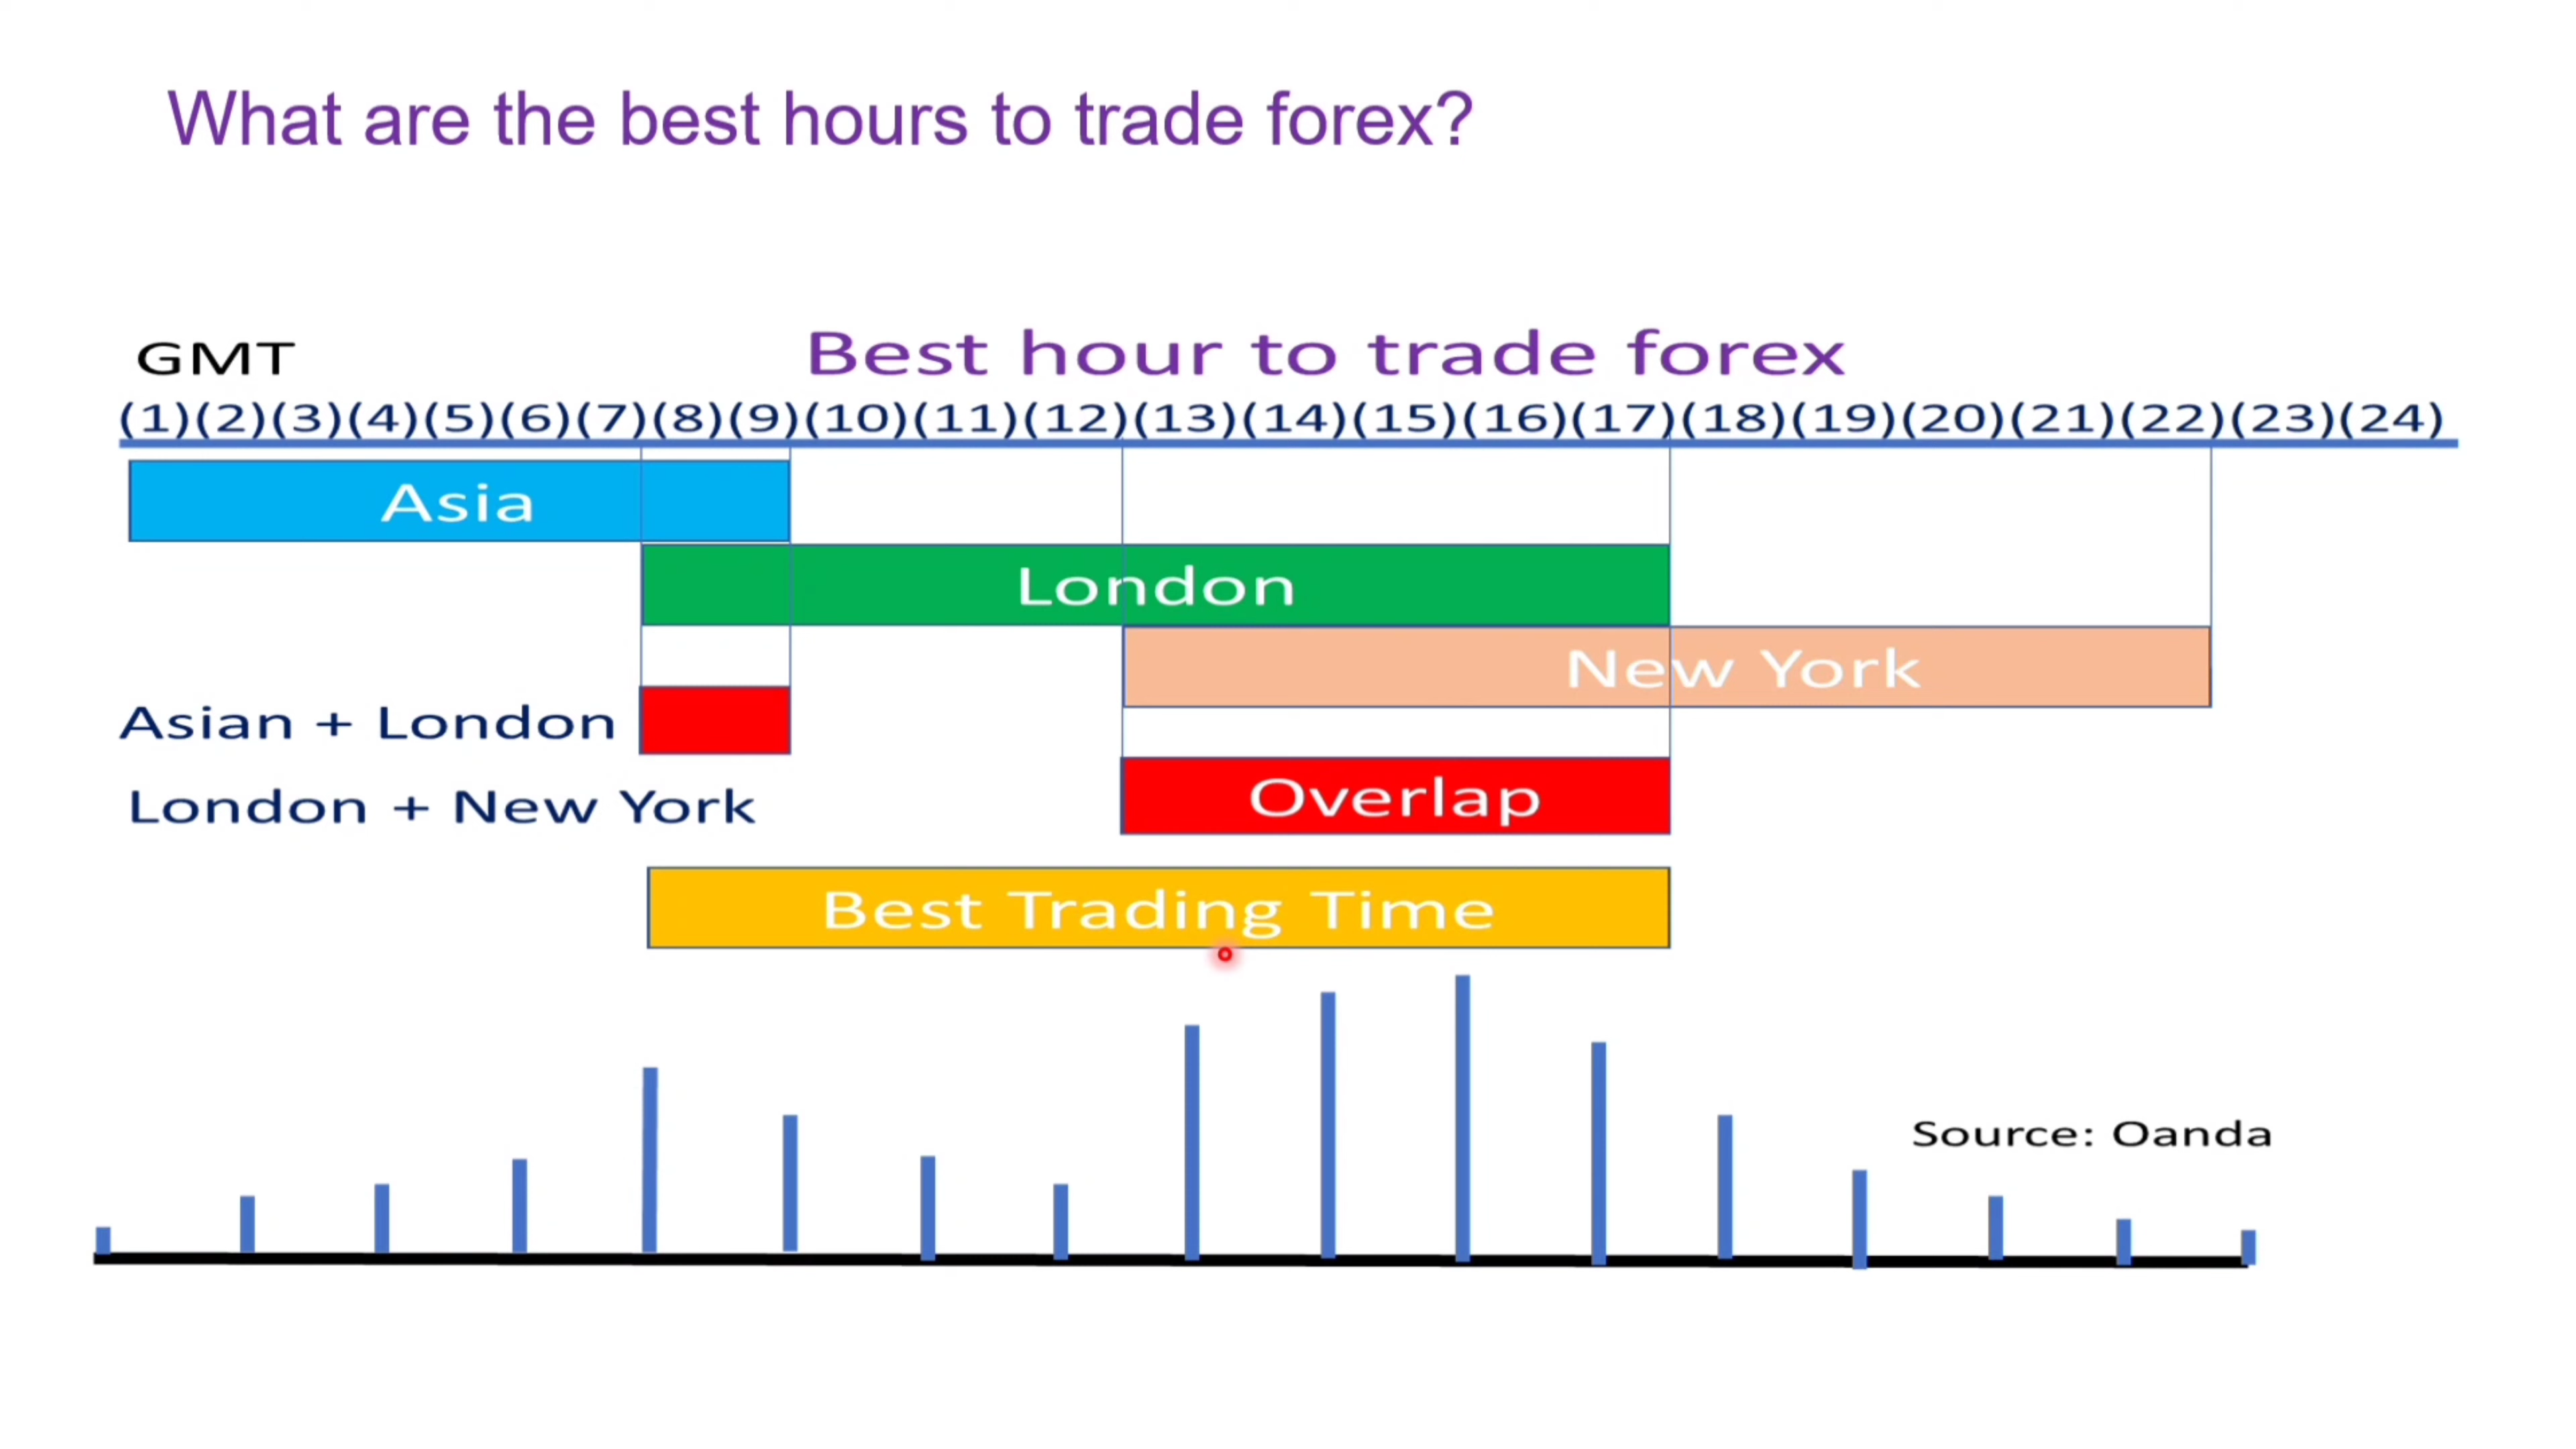 What are the best hours to trade forex?
GMT
Best hour to trade forex
(1)(2)(3)(4)(5)(6)(7)(8)(9)(10)(11)(12)(13)(14)(15)(16)(17)(18)(19)(20)(21)(22)(23)(24)
Asia
London
New York
Asian + London
London + New York
Overlap
Best Trading Time
Source: Oanda